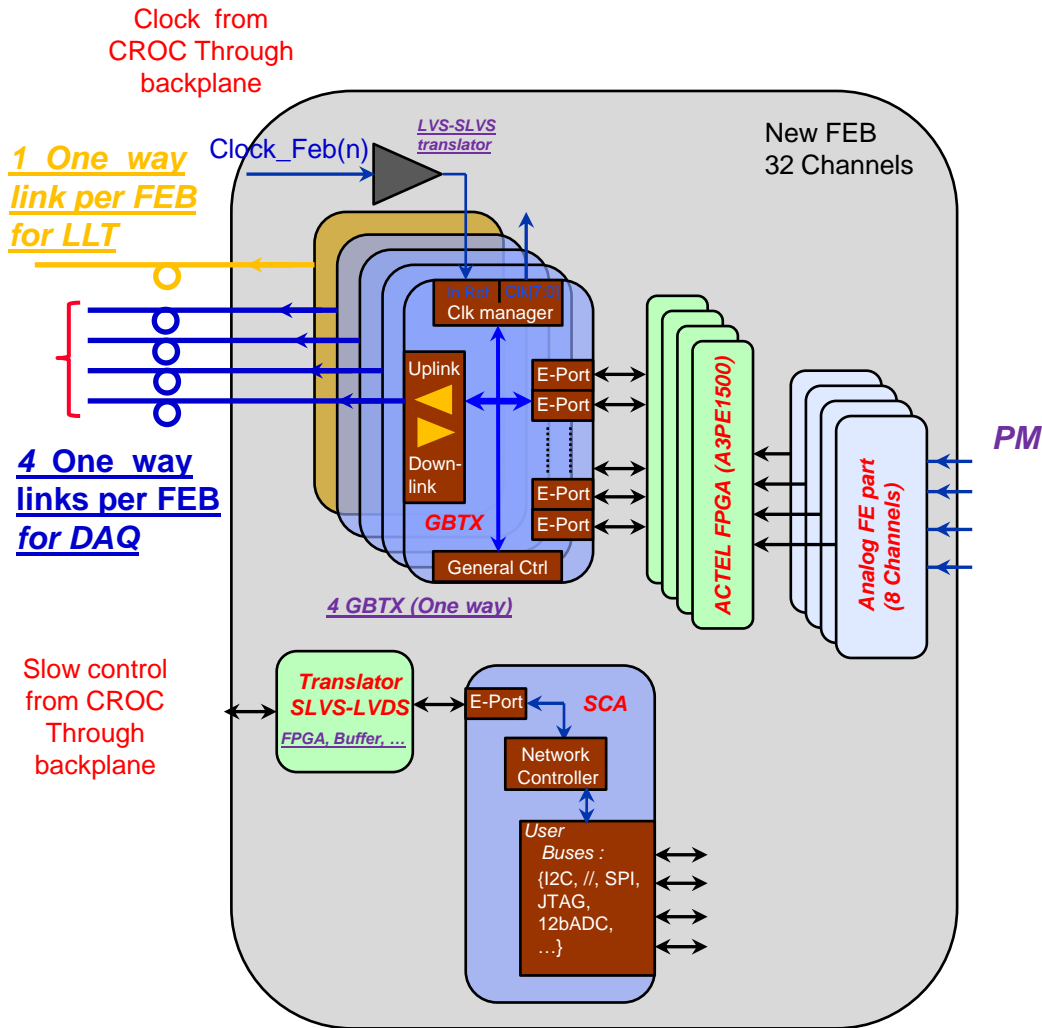 Clock from
CROC Through
backplane
LVS-SLVS
translator
New FEB
32 Channels
Clock_Feb(n)
1 One way
link per FEB
for LLT
In Ref
Clk[7:0]
Clk manager
Uplink
Down-
link
E-Port
E-Port
E-Port
E-Port
GBTX
General Ctrl
4 GBTX (One way)
ACTEL FPGA (A3PE1500)
Analog FE part
(8 Channels)
PM
4 One way
links per FEB
for DAQ
Slow control
from CROC
Through
backplane
Translator
SLVS-LVDS
FPGA, Buffer, …
E-Port
SCA
Network
Controller
User
Buses :
{I2C, //, SPI,
JTAG,
12bADC,
…}